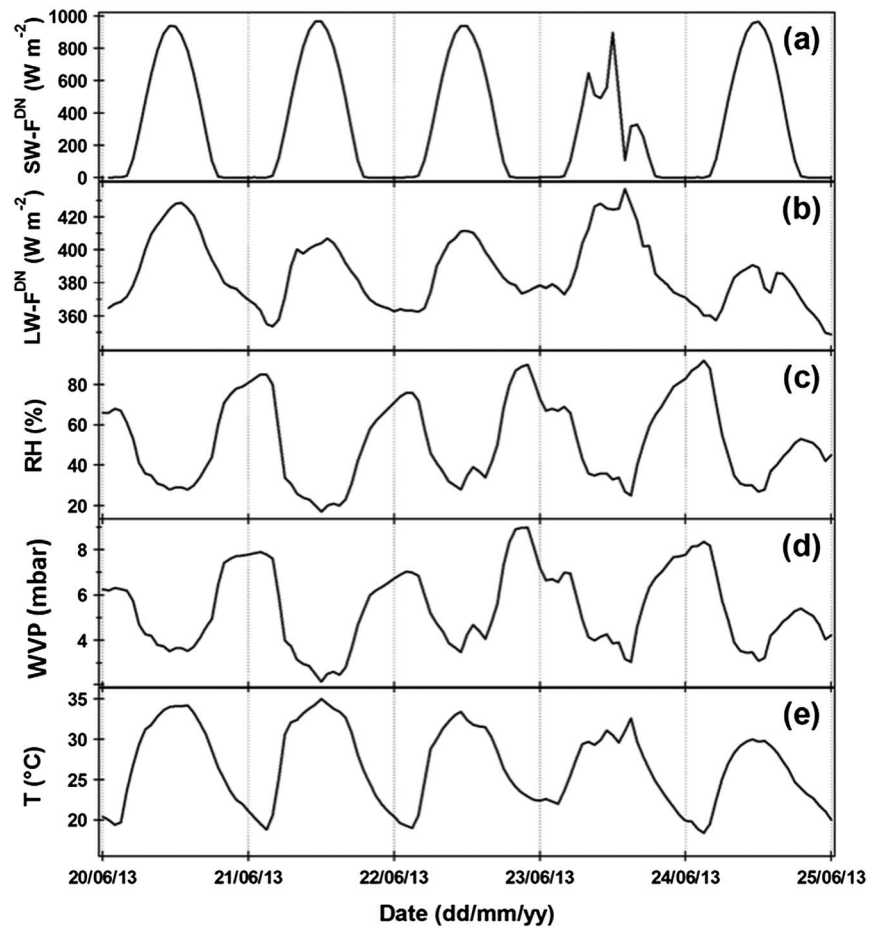 (a)
SW-F^DN (W m^-2)
1000
800
600
400
200
0
(b)
LW-F^DN (W m^-2)
420
400
380
360
(c)
RH (%)
80
60
40
20
(d)
WVP (mbar)
8
6
4
(e)
T (°C)
35
30
25
20
20/06/13 21/06/13 22/06/13 23/06/13 24/06/13 25/06/13
Date (dd/mm/yy)